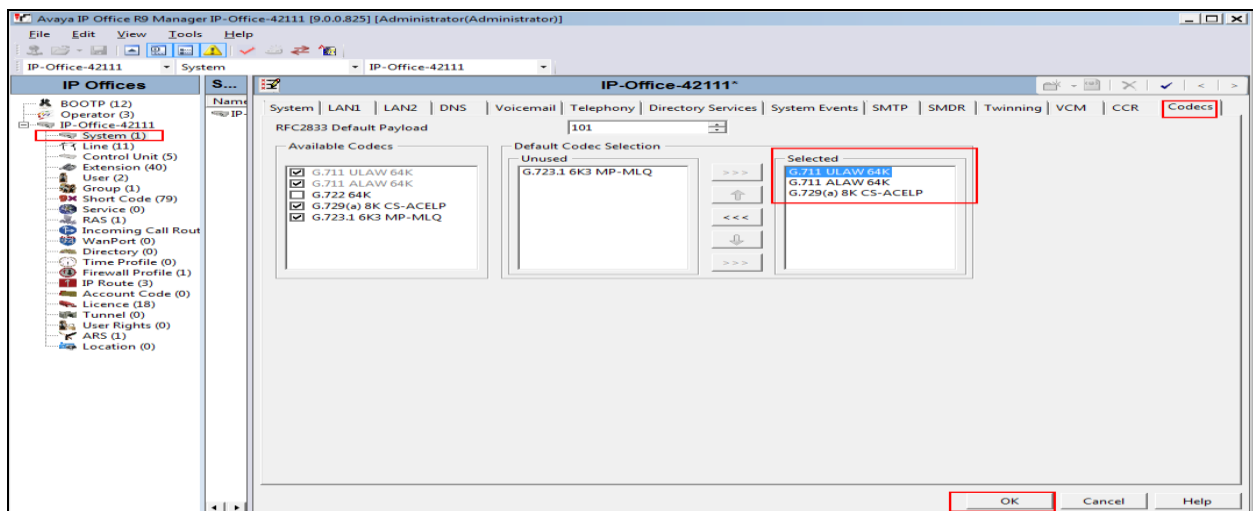 Avaya IP Office R9 Manager IP-Office-42111 [9.0.0.825] [Administrator(Administrator)]
File Edit View Tools Help
IP-Office-42111 System IP-Office-42111
IP Offices
BOOTP (12)
Operator (3)
IP-Office-42111
System (1)
Line (11)
Control Unit (5)
Extension (40)
User (2)
Group (1)
Short Code (79)
Service (0)
RAS (1)
Incoming Call Rout
WanPort (0)
Directory (0)
Time Profile (0)
Firewall Profile (1)
IP Route (3)
Account Code (0)
Licence (18)
Tunnel (0)
User Rights (0)
ARS (1)
Location (0)
S...
Name
IP-
IP-Office-42111*
System LAN1 LAN2 DNS Voicemail Telephony Directory Services System Events SMTP SMDR Twinning VCM CCR Codecs
RFC2833 Default Payload 101
Available Codecs
G.711 ULAW 64K
G.711 ALAW 64K
G.722 64K
G.729(a) 8K CS-ACELP
G.723.1 6K3 MP-MLQ
Default Codec Selection
Unused
G.723.1 6K3 MP-MLQ
>>>
<<<
>>>
Selected
G.711 ULAW 64K
G.711 ALAW 64K
G.729(a) 8K CS-ACELP
OK Cancel Help